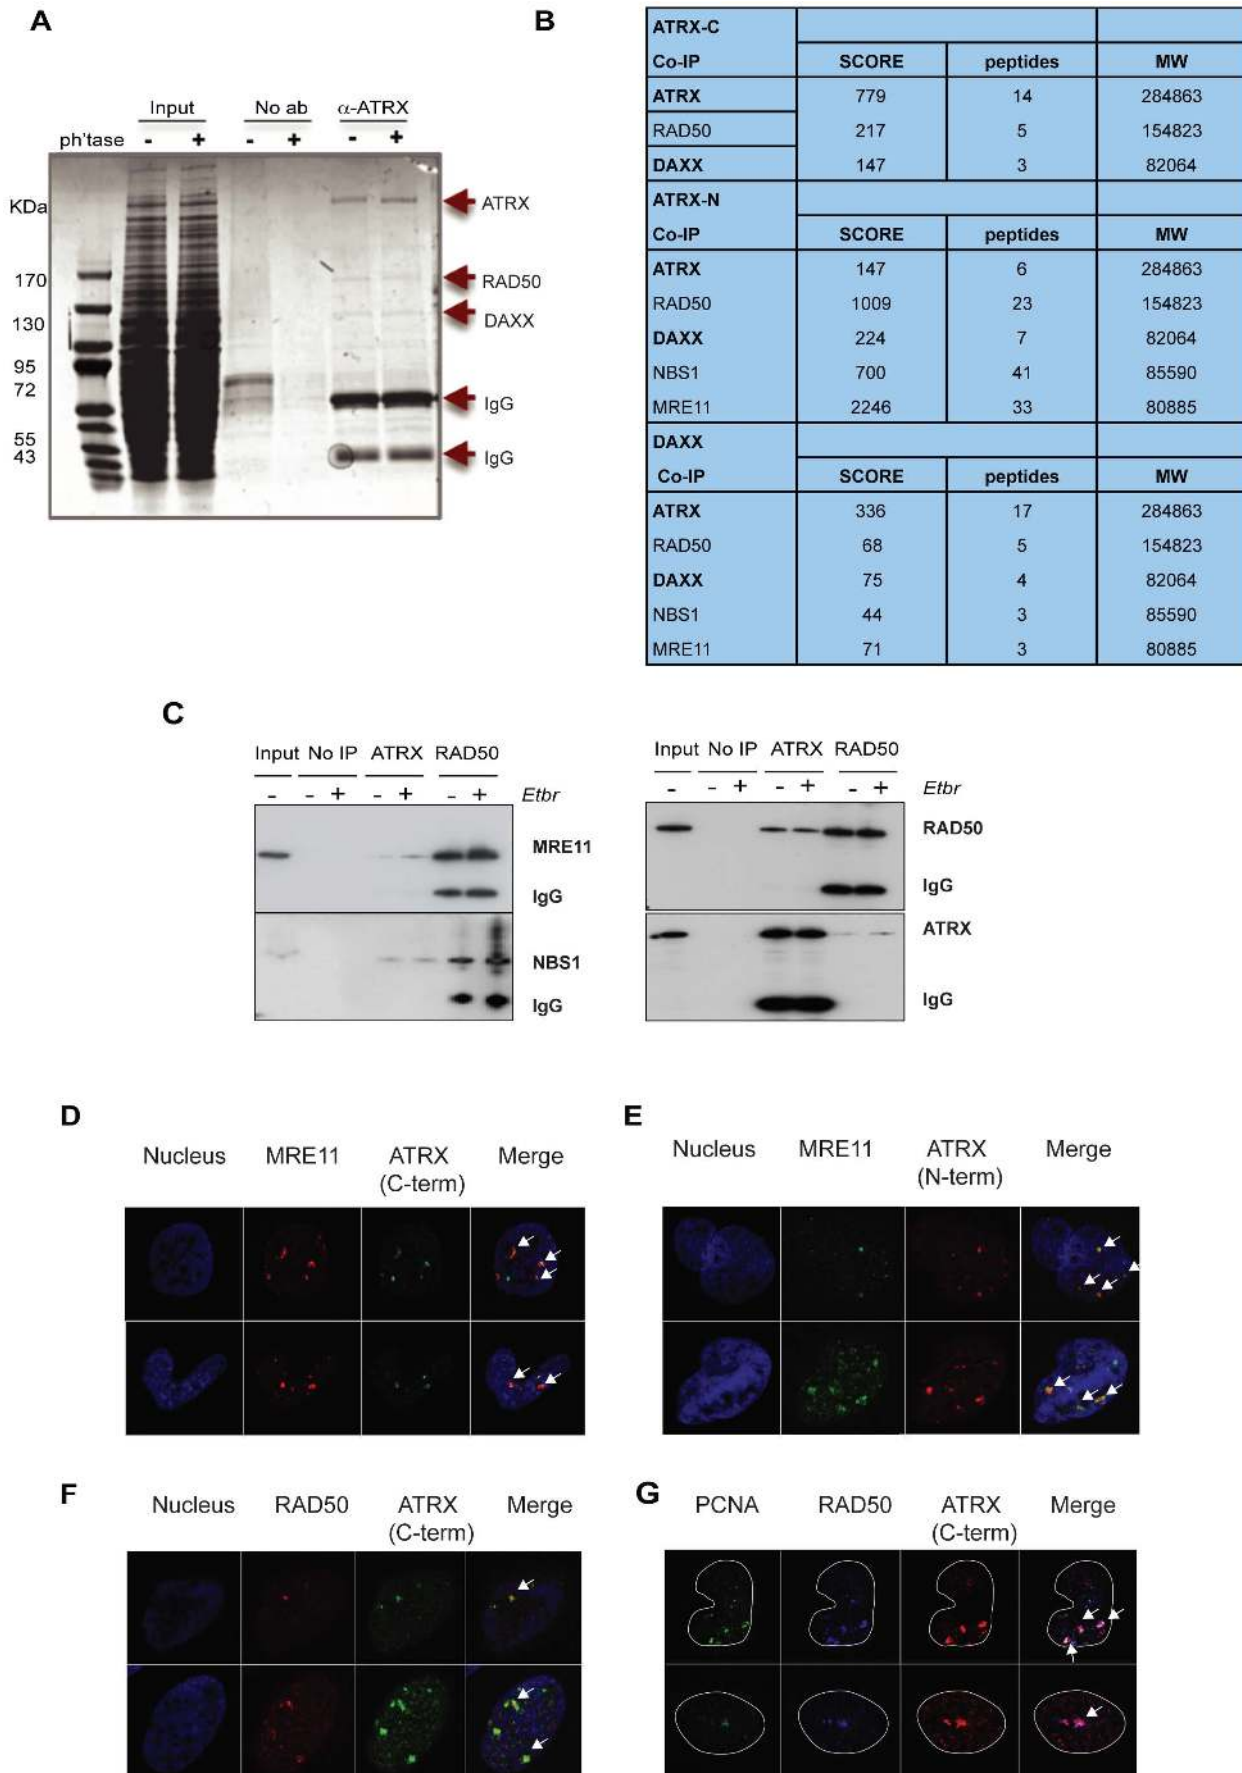 A
Input No ab α-ATRX
ph'tase - + - + - +
KDa
170
130
95
72
55
43
ATRX
RAD50
DAXX
IgG
IgG
B
ATRX-C
Co-IP SCORE peptides MW
ATRX 779 14 284863
RAD50 217 5 154823
DAXX 147 3 82064
ATRX-N
Co-IP SCORE peptides MW
ATRX 147 6 284863
RAD50 1009 23 154823
DAXX 224 7 82064
NBS1 700 41 85590
MRE11 2246 33 80885
DAXX
Co-IP SCORE peptides MW
ATRX 336 17 284863
RAD50 68 5 154823
DAXX 75 4 82064
NBS1 44 3 85590
MRE11 71 3 80885
C
Input No IP ATRX RAD50
- - + - + - + Etbr
MRE11
IgG
NBS1
IgG
Input No IP ATRX RAD50
- - + - + - + Etbr
RAD50
IgG
ATRX
IgG
D
Nucleus MRE11 ATRX Merge
(C-term)
E
Nucleus MRE11 ATRX Merge
(N-term)
F
Nucleus RAD50 ATRX Merge
(C-term)
G
PCNA RAD50 ATRX Merge
(C-term)